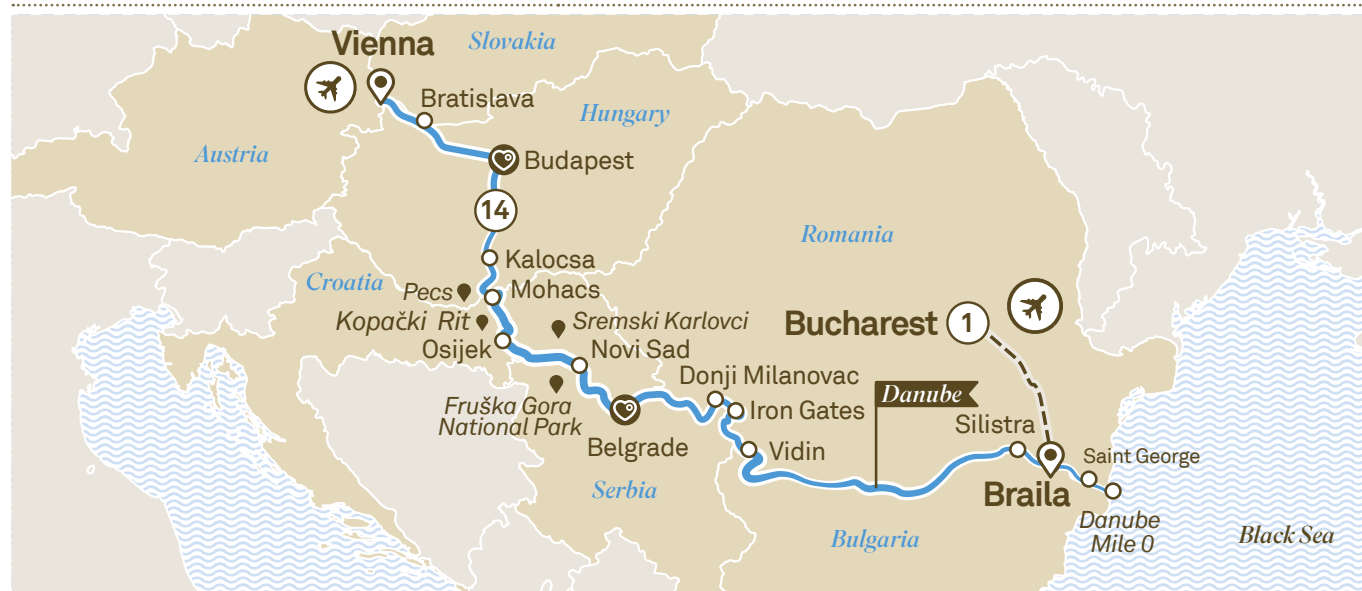 Vienna
Slovakia
Bratislava
Hungary
Austria
Budapest
14
Romania
Kalocsa
Croatia
Pecs
Mohacs
Kopački Rit
Sremski Karlovci
Bucharest
1
Osijek
Novi Sad
Donji Milanovac
Danube
Fruška Gora
National Park
Iron Gates
Silistra
Belgrade
Vidin
Saint George
Serbia
Braila
Danube
Mile 0
Bulgaria
Black Sea